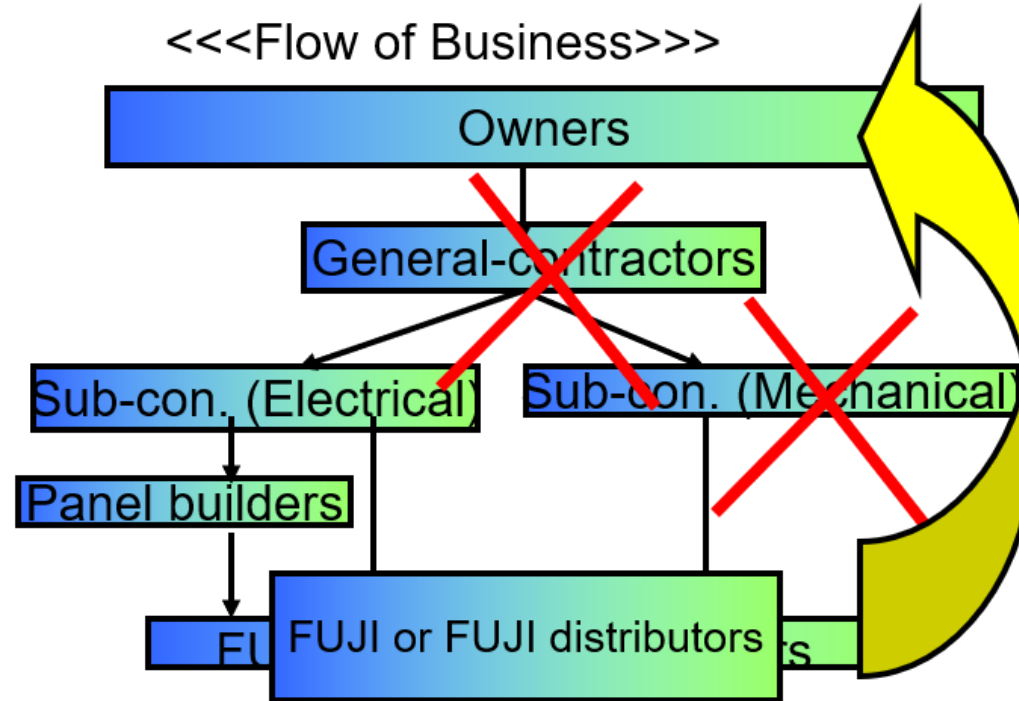 <<<Flow of Business>>>
Owners
General-contractors
Sub-con. (Electrical)
Sub-con. (Mechanical)
Panel builders
FUJI or FUJI distributors